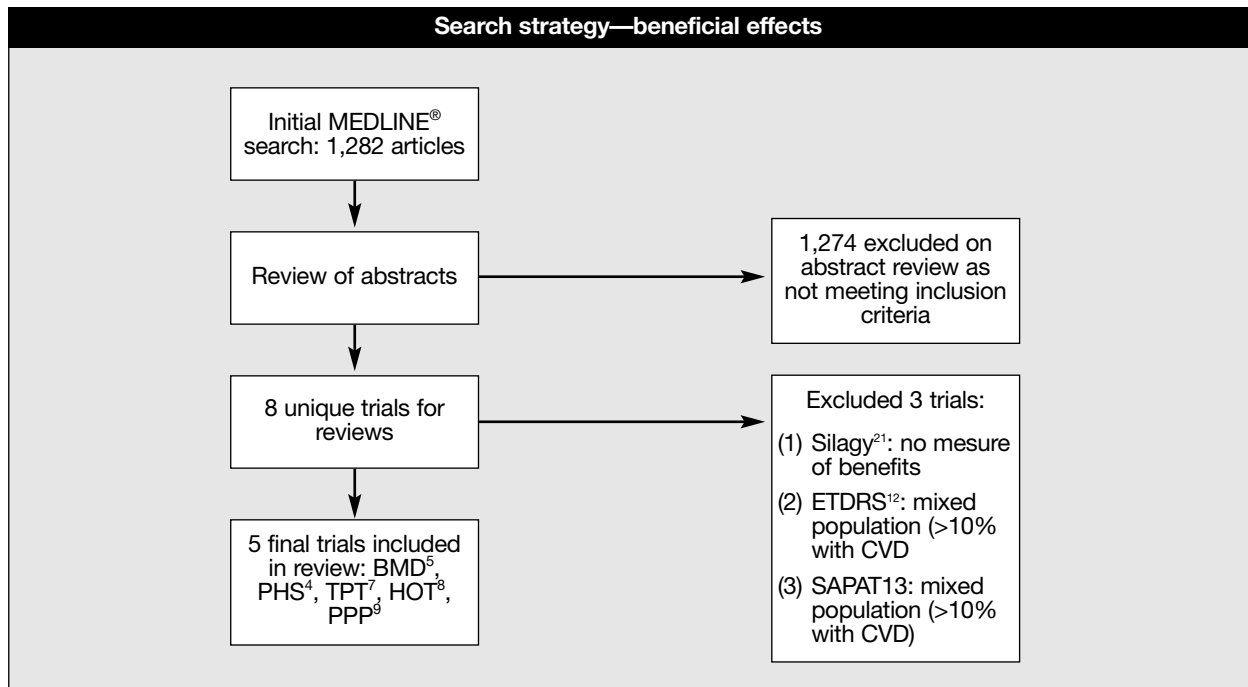 Search strategy—beneficial effects
Initial MEDLINE®
search: 1,282 articles
Review of abstracts
1,274 excluded on
abstract review as
not meeting inclusion
criteria
8 unique trials for
reviews
Excluded 3 trials:
(1) Silagy²¹: no mesure
of benefits
(2) ETDRS¹²: mixed
population (>10%
with CVD
(3) SAPAT13: mixed
population (>10%
with CVD)
5 final trials included
in review: BMD⁵,
PHS⁴, TPT⁷, HOT⁸,
PPP⁹